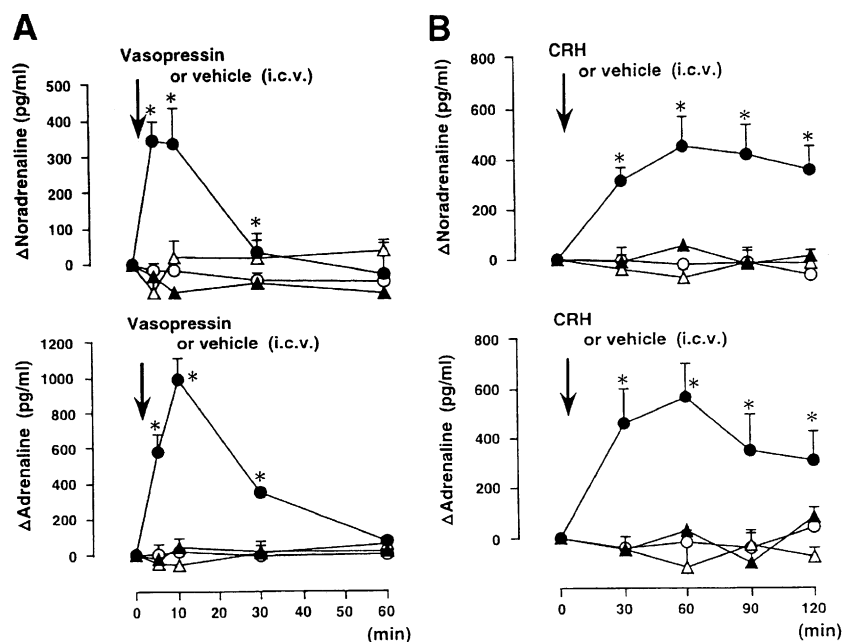 A
Vasopressin
or vehicle (i.c.v.)
ΔNoradrenaline (pg/ml)
500
400
300
200
100
0
* * *
Vasopressin
or vehicle (i.c.v.)
ΔAdrenaline (pg/ml)
1200
1000
800
600
400
200
0
* * *
0 10 20 30 40 50 60
(min)
B
CRH
or vehicle (i.c.v.)
ΔNoradrenaline (pg/ml)
800
600
400
200
0
* * * *
CRH
or vehicle (i.c.v.)
ΔAdrenaline (pg/ml)
800
600
400
200
0
* * * *
0 30 60 90 120
(min)